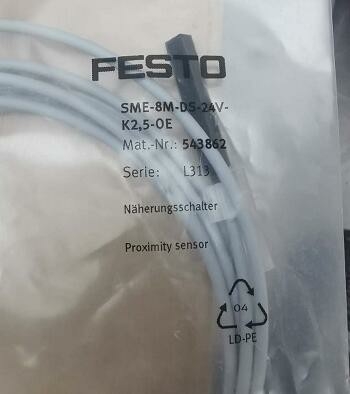 FESTO
SME-8M-DS-24V-
K2,5-OE
Mat.-Nr.: 543862
Serie: L313
Näherungsschalter
Proximity sensor
04
LD-PE